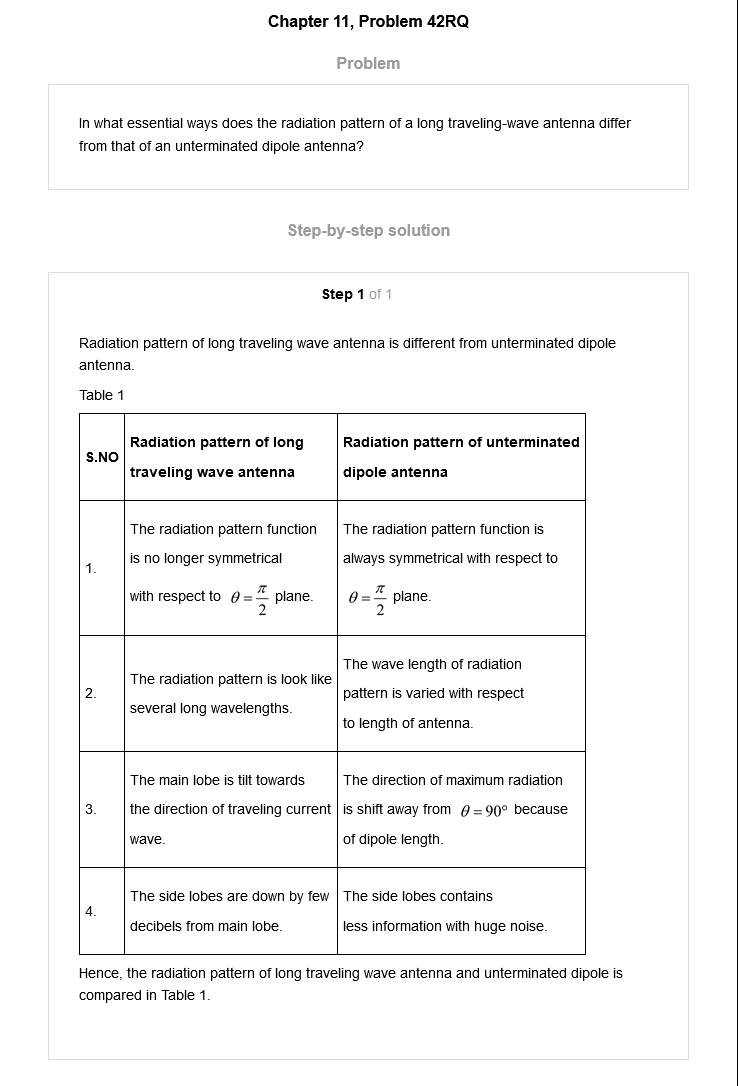 Chapter 11, Problem 42RQ
Problem
In what essential ways does the radiation pattern of a long traveling-wave antenna differ
from that of an unterminated dipole antenna?
Step-by-step solution
Step 1 of 1
Radiation pattern of long traveling wave antenna is different from unterminated dipole
antenna.
Table 1
S.NO
Radiation pattern of long
traveling wave antenna
Radiation pattern of unterminated
dipole antenna
1.
The radiation pattern function
is no longer symmetrical
with respect to θ = π/2 plane.
The radiation pattern function is
always symmetrical with respect to
θ = π/2 plane.
2.
The radiation pattern is look like
several long wavelengths.
The wave length of radiation
pattern is varied with respect
to length of antenna.
3.
The main lobe is tilt towards
the direction of traveling current
wave.
The direction of maximum radiation
is shift away from θ = 90° because
of dipole length.
4.
The side lobes are down by few
decibels from main lobe.
The side lobes contains
less information with huge noise.
Hence, the radiation pattern of long traveling wave antenna and unterminated dipole is
compared in Table 1.